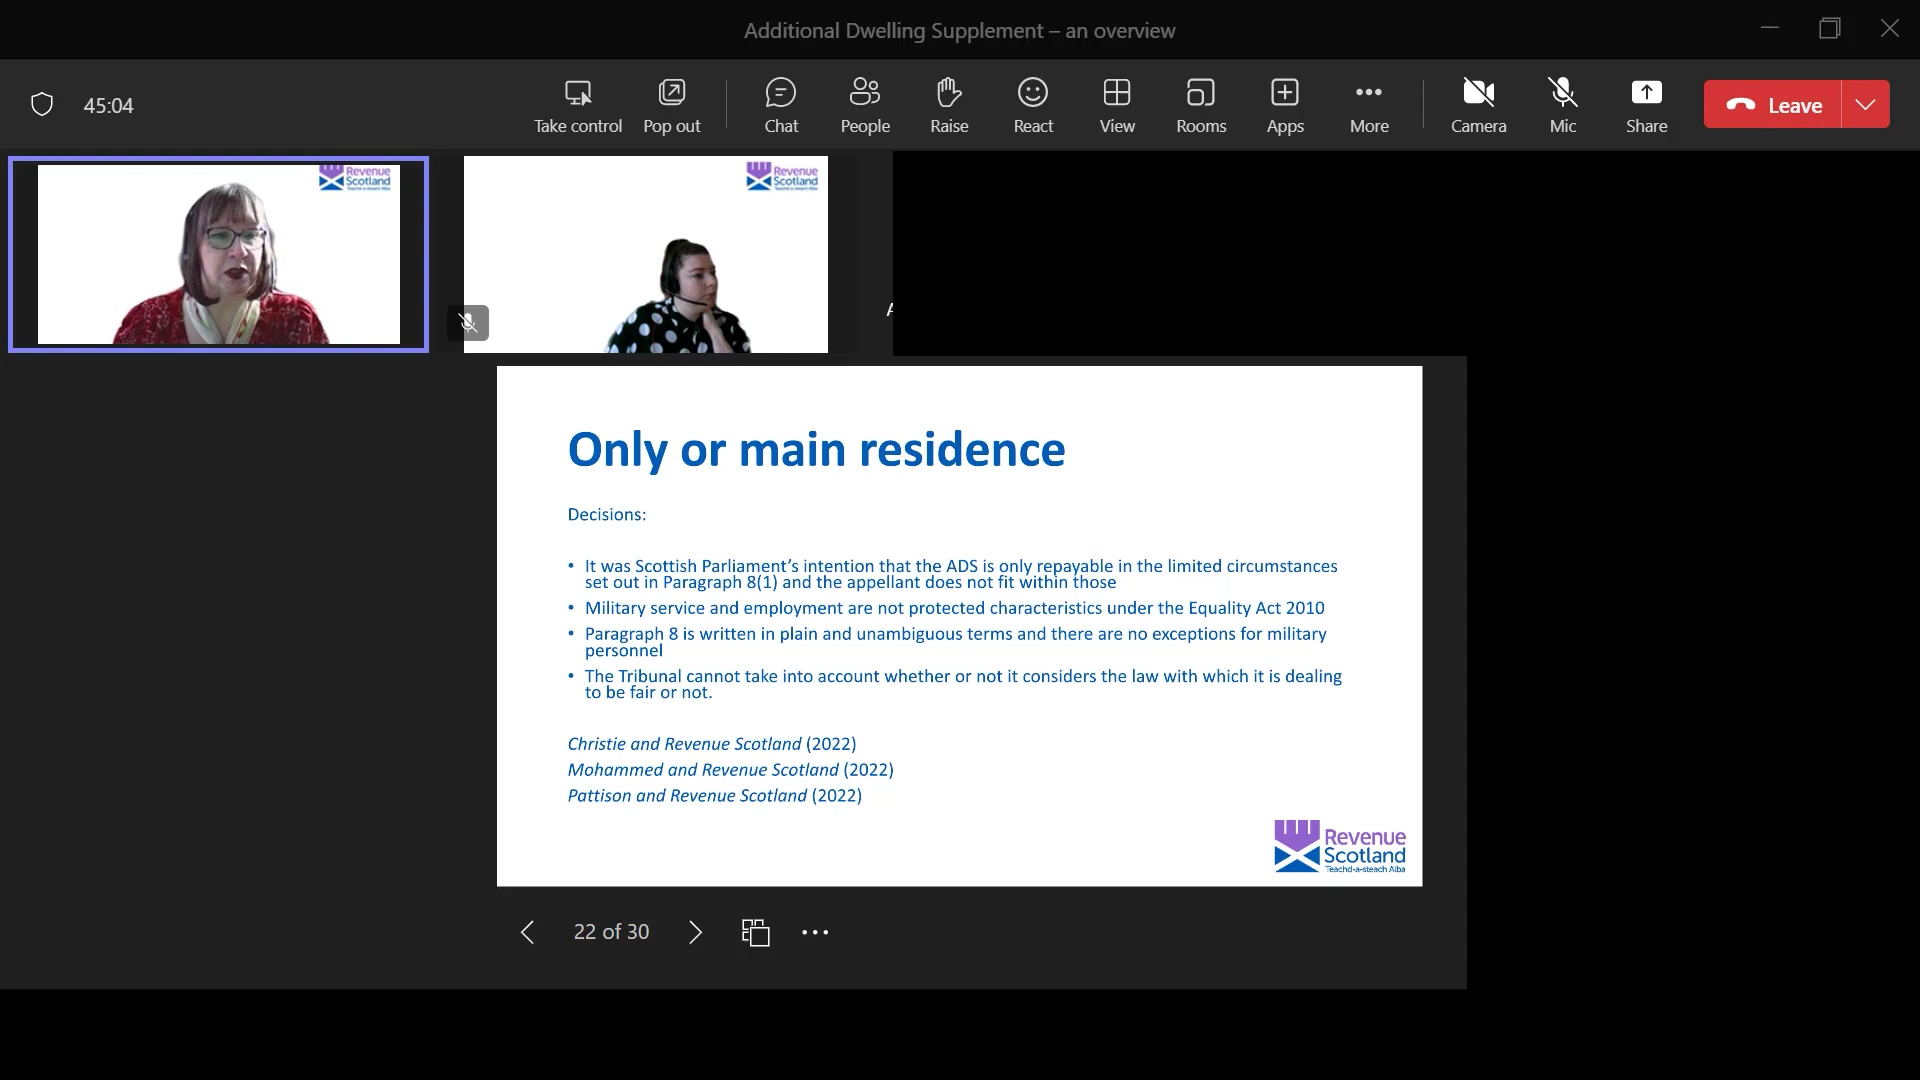 Additional Dwelling Supplement – an overview
45:04
Take control
Pop out
Chat
People
Raise
React
View
Rooms
Apps
More
Camera
Mic
Share
Leave
Revenue
Scotland
Teachd-a-steach Alba
Revenue
Scotland
Teachd-a-steach Alba
Only or main residence
Decisions:
• It was Scottish Parliament’s intention that the ADS is only repayable in the limited circumstances
set out in Paragraph 8(1) and the appellant does not fit within those
• Military service and employment are not protected characteristics under the Equality Act 2010
• Paragraph 8 is written in plain and unambiguous terms and there are no exceptions for military
personnel
• The Tribunal cannot take into account whether or not it considers the law with which it is dealing
to be fair or not.
Christie and Revenue Scotland (2022)
Mohammed and Revenue Scotland (2022)
Pattison and Revenue Scotland (2022)
Revenue
Scotland
Teachd-a-steach Alba
22 of 30